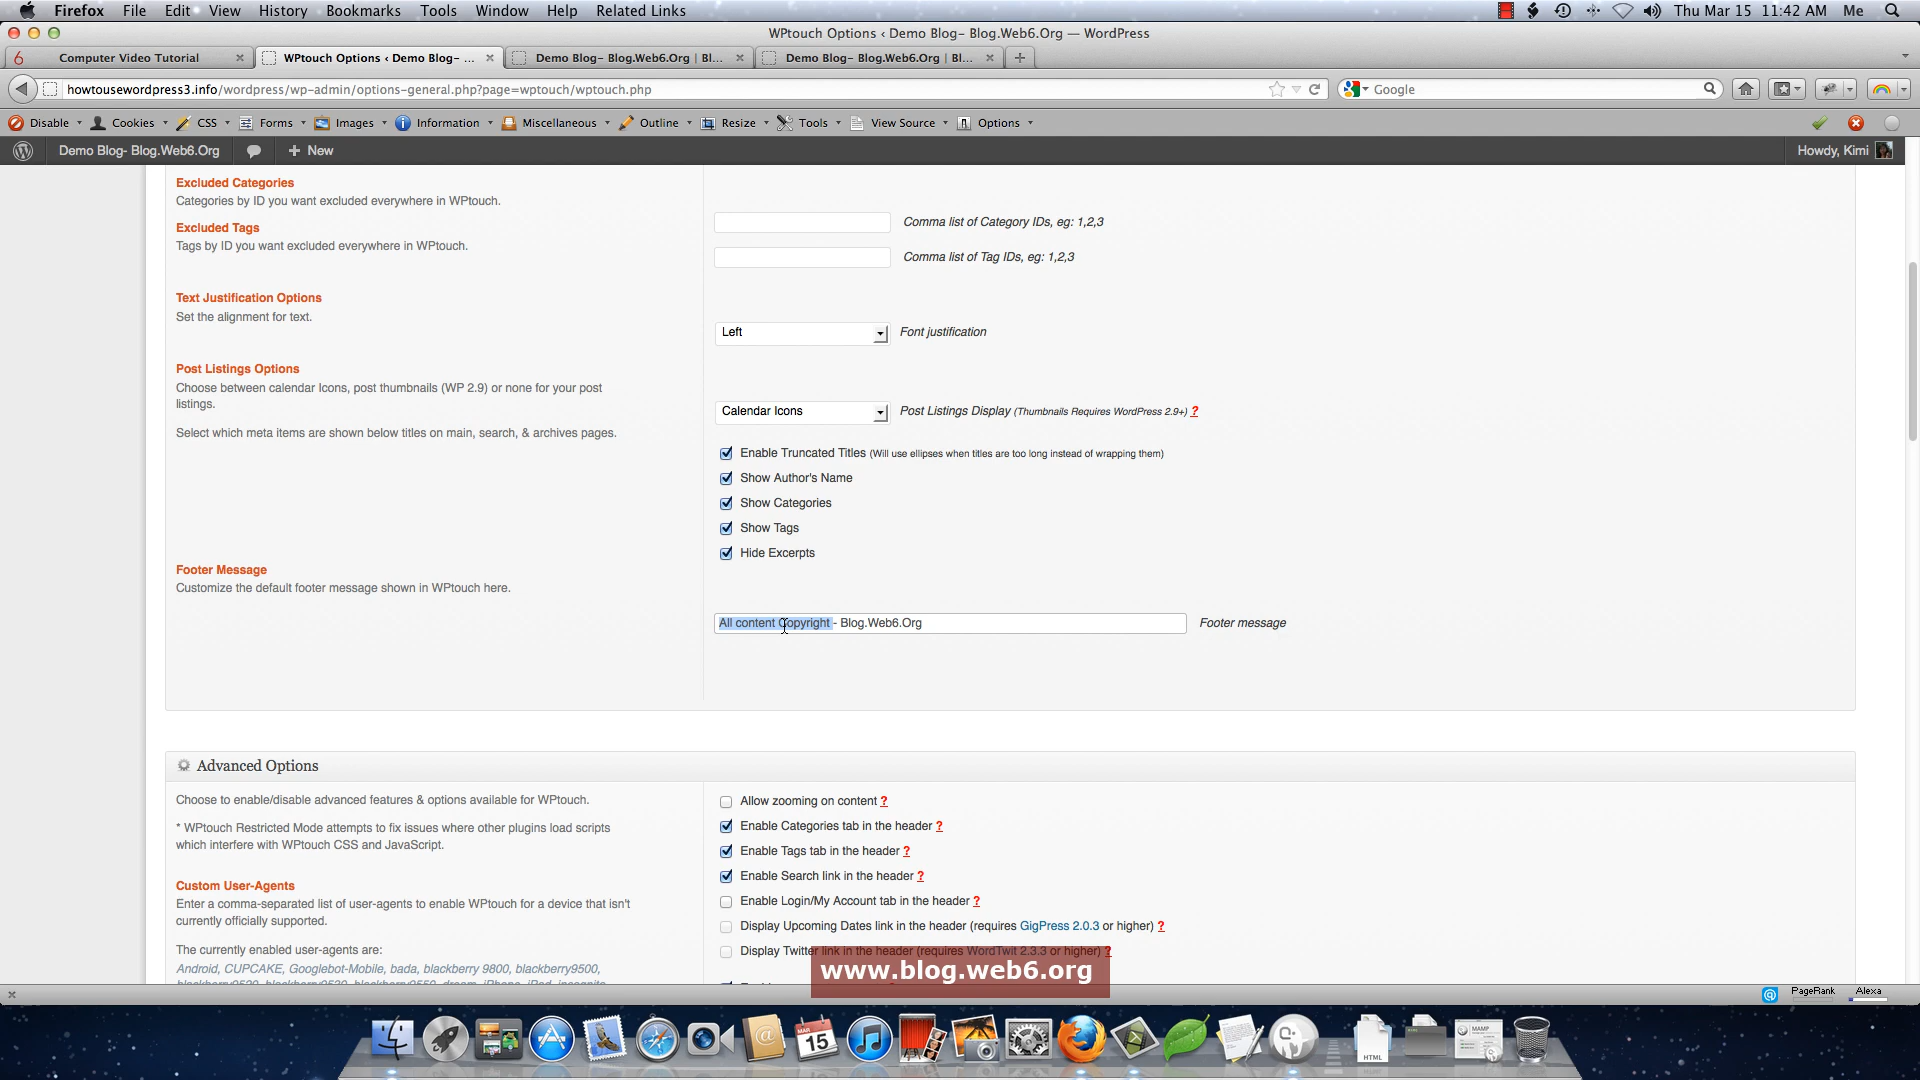 Firefox File Edit View History Bookmarks Tools Window Help Related Links Thu Mar 15 11:42 AM Me
WPtouch Options ‹ Demo Blog- Blog.Web6.Org — WordPress
Computer Video Tutorial WPtouch Options ‹ Demo Blog- ... Demo Blog- Blog.Web6.Org | Bl... Demo Blog- Blog.Web6.Org | Bl...
howtousewordpress3.info/wordpress/wp-admin/options-general.php?page=wptouch/wptouch.php Google
Disable Cookies CSS Forms Images Information Miscellaneous Outline Resize Tools View Source Options
Demo Blog- Blog.Web6.Org + New Howdy, Kimi
Excluded Categories
Categories by ID you want excluded everywhere in WPtouch.
Comma list of Category IDs, eg: 1,2,3
Excluded Tags
Tags by ID you want excluded everywhere in WPtouch.
Comma list of Tag IDs, eg: 1,2,3
Text Justification Options
Set the alignment for text.
Left Font justification
Post Listings Options
Choose between calendar Icons, post thumbnails (WP 2.9) or none for your post
listings.
Calendar Icons Post Listings Display (Thumbnails Requires WordPress 2.9+) ?
Select which meta items are shown below titles on main, search, & archives pages.
Enable Truncated Titles (Will use ellipses when titles are too long instead of wrapping them)
Show Author's Name
Show Categories
Show Tags
Hide Excerpts
Footer Message
Customize the default footer message shown in WPtouch here.
All content Copyright - Blog.Web6.Org Footer message
Advanced Options
Choose to enable/disable advanced features & options available for WPtouch.
* WPtouch Restricted Mode attempts to fix issues where other plugins load scripts
which interfere with WPtouch CSS and JavaScript.
Custom User-Agents
Enter a comma-separated list of user-agents to enable WPtouch for a device that isn't
currently officially supported.
The currently enabled user-agents are:
Android, CUPCAKE, Googlebot-Mobile, bada, blackberry 9800, blackberry9500,
Allow zooming on content ?
Enable Categories tab in the header ?
Enable Tags tab in the header ?
Enable Search link in the header ?
Enable Login/My Account tab in the header ?
Display Upcoming Dates link in the header (requires GigPress 2.0.3 or higher) ?
Display Twitter link in the header (requires WordTwit 2.3.3 or higher) ?
www.blog.web6.org
PageRank Alexa
15
HTML
MAMP